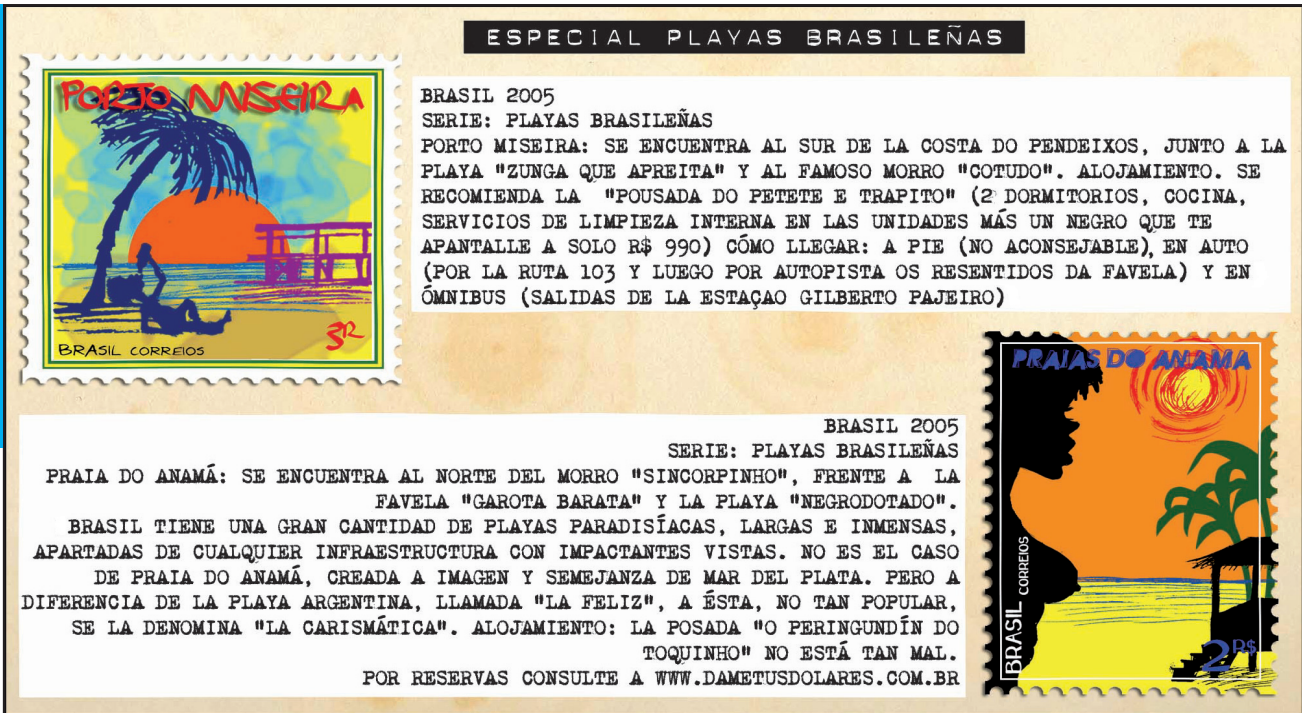 ESPECIAL PLAYAS BRASILEÑAS
PORTO MISEIRA
3R
BRASIL CORREIOS
BRASIL 2005
SERIE: PLAYAS BRASILEÑAS
PORTO MISEIRA: SE ENCUENTRA AL SUR DE LA COSTA DO PENDEIXOS, JUNTO A LA
PLAYA "ZUNGA QUE APREITA" Y AL FAMOSO MORRO "COTUDO". ALOJAMIENTO. SE
RECOMIENDA LA "POUSADA DO PETETE E TRAPITO" (2 DORMITORIOS, COCINA,
SERVICIOS DE LIMPIEZA INTERNA EN LAS UNIDADES MÁS UN NEGRO QUE TE
APANTALLE A SOLO R$ 990) CÓMO LLEGAR: A PIE (NO ACONSEJABLE), EN AUTO
(POR LA RUTA 103 Y LUEGO POR AUTOPISTA OS RESENTIDOS DA FAVELA) Y EN
ÓMNIBUS (SALIDAS DE LA ESTAÇAO GILBERTO PAJEIRO)
PRAIAS DO ANAMA
BRASIL CORREIOS
2R$
BRASIL 2005
SERIE: PLAYAS BRASILEÑAS
PRAIA DO ANAMÁ: SE ENCUENTRA AL NORTE DEL MORRO "SINCORPINHO", FRENTE A LA
FAVELA "GAROTA BARATA" Y LA PLAYA "NEGRODOTADO".
BRASIL TIENE UNA GRAN CANTIDAD DE PLAYAS PARADISÍACAS, LARGAS E INMENSAS,
APARTADAS DE CUALQUIER INFRAESTRUCTURA CON IMPACTANTES VISTAS. NO ES EL CASO
DE PRAIA DO ANAMÁ, CREADA A IMAGEN Y SEMEJANZA DE MAR DEL PLATA. PERO A
DIFERENCIA DE LA PLAYA ARGENTINA, LLAMADA "LA FELIZ", A ÉSTA, NO TAN POPULAR,
SE LA DENOMINA "LA CARISMÁTICA". ALOJAMIENTO: LA POSADA "O PERINGUNDÍN DO
TOQUINHO" NO ESTÁ TAN MAL.
POR RESERVAS CONSULTE A WWW.DAMETUSDOLARES.COM.BR